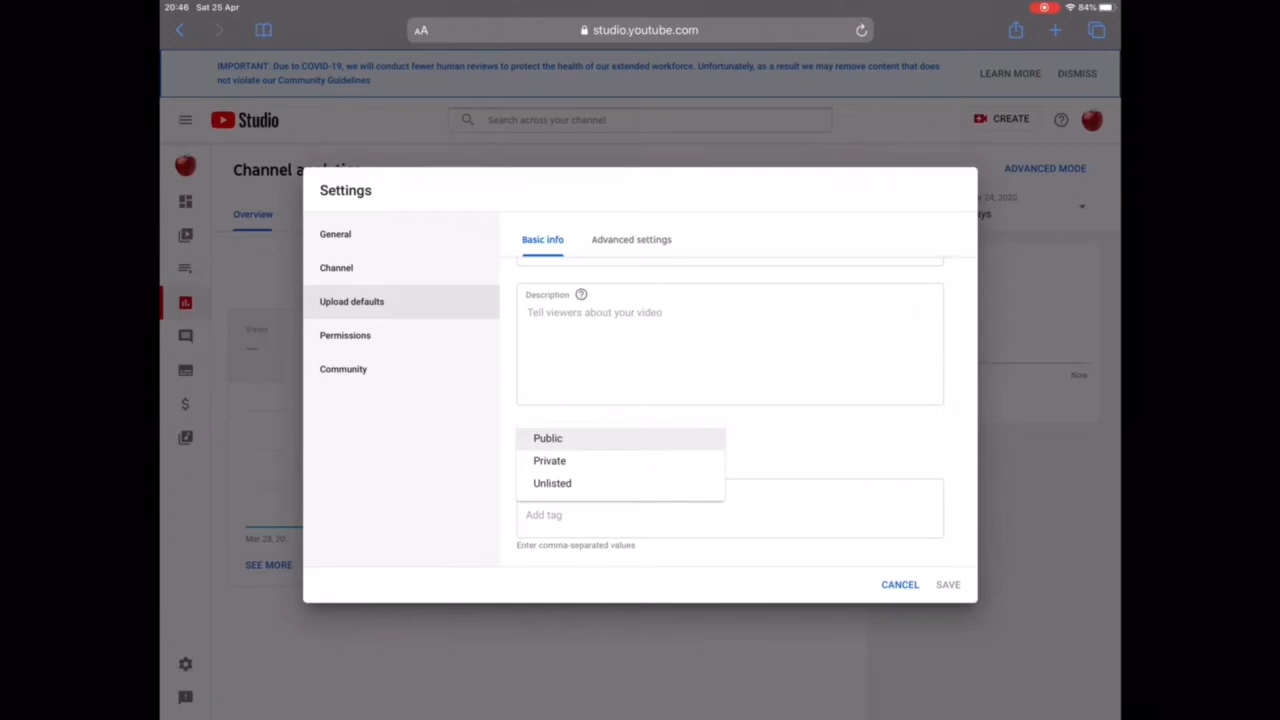 20:46 Sat 25 Apr
84%
AA
studio.youtube.com
IMPORTANT: Due to COVID-19, we will conduct fewer human reviews to protect the health of our extended workforce. Unfortunately, as a result we may remove content that does
not violate our Community Guidelines
LEARN MORE
DISMISS
Studio
Search across your channel
CREATE
Channel
ADVANCED MODE
24, 2020
Overview
Settings
General
Channel
Upload defaults
Permissions
Community
Basic info
Advanced settings
Description
Tell viewers about your video
Public
Private
Unlisted
Add tag
Enter comma-separated values
CANCEL
SAVE
Views
—
Now
Mar 28, 20..
SEE MORE